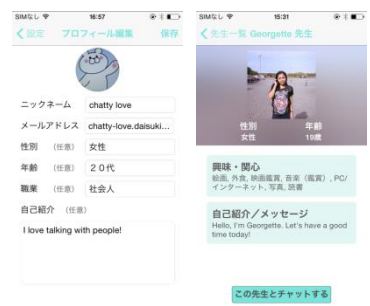 SIMなし 16:57
設定 プロフィール編集 保存
ニックネーム chatty love
メールアドレス chatty-love.daisuki...
性別 （任意） 女性
年齢 （任意） ２０代
職業 （任意） 社会人
自己紹介 （任意）
I love talking with people!
SIMなし 15:31
先生一覧 Georgette 先生
性別 年齢
女性 19歳
興味・関心
映画, 外食, 映画鑑賞, 音楽（鑑賞）, PC/
インターネット, 写真, 読書
自己紹介／メッセージ
Hello, I'm Georgette. Let's have a good
time today!
この先生とチャットする